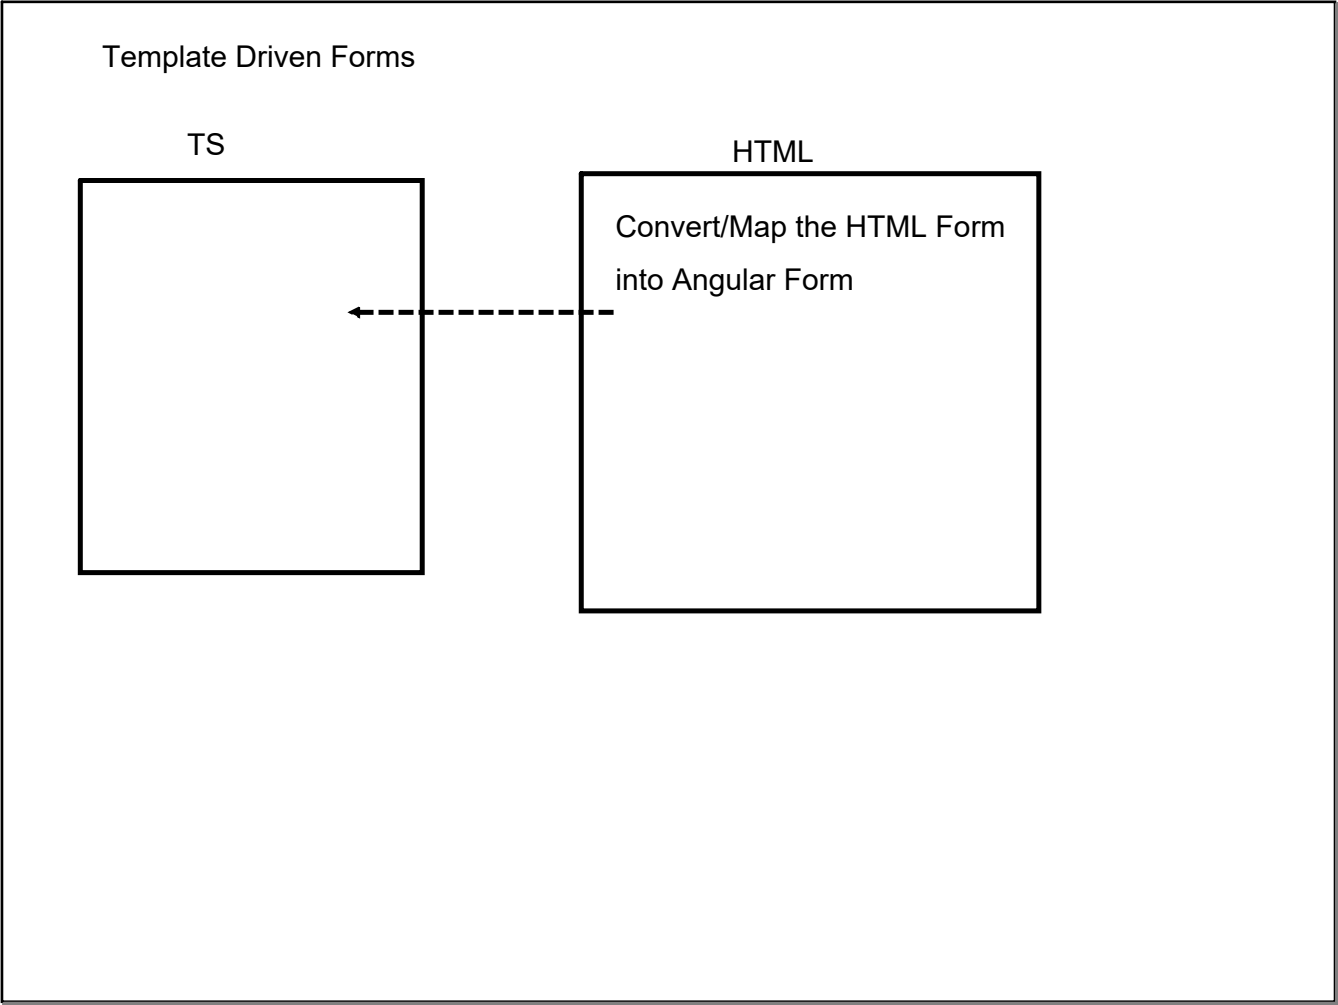 Template Driven Forms
TS
HTML
Convert/Map the HTML Form
into Angular Form